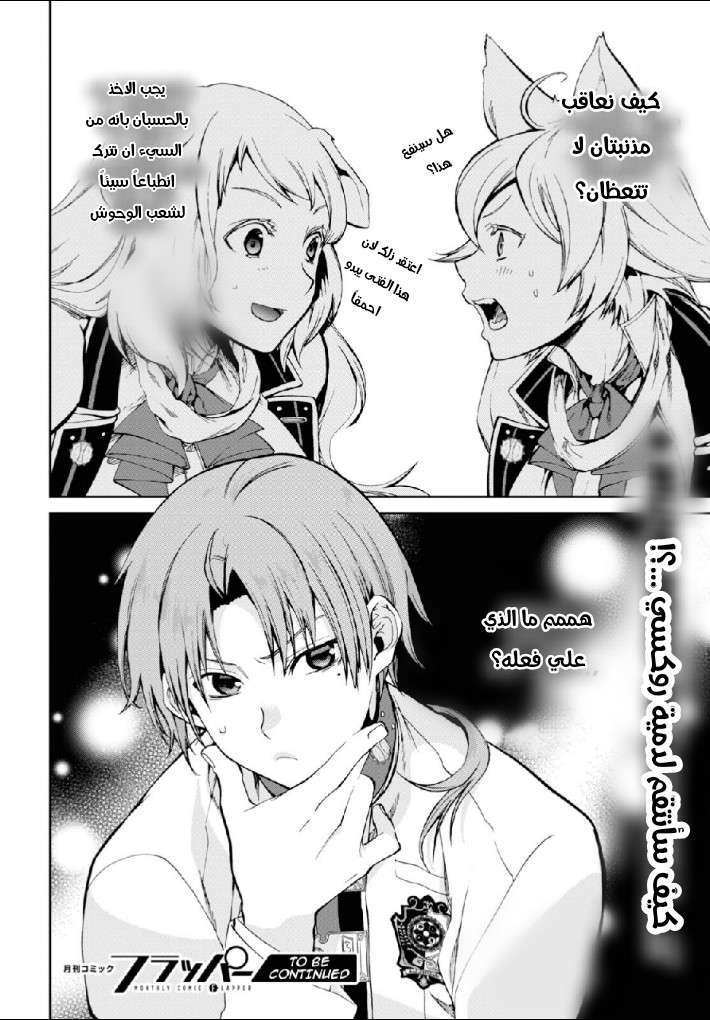 كيف نعاقب
مذنبتان لا
تتعظان؟
هل سينفع
هذا؟
اعتقد ذلك لان
هذا الفتى يبدو
احمقاً
يجب الاخذ
بالحسبان بانه من
السيء ان نترك
انطباعاً سيئاً
لشعب الوحوش
كيف سأنتقم لدمية روكسي ....؟!
هممم ما الذي
علي فعله؟
月刊コミック
フラッパー
MONTHLY COMIC FLAPPER
TO BE
CONTINUED